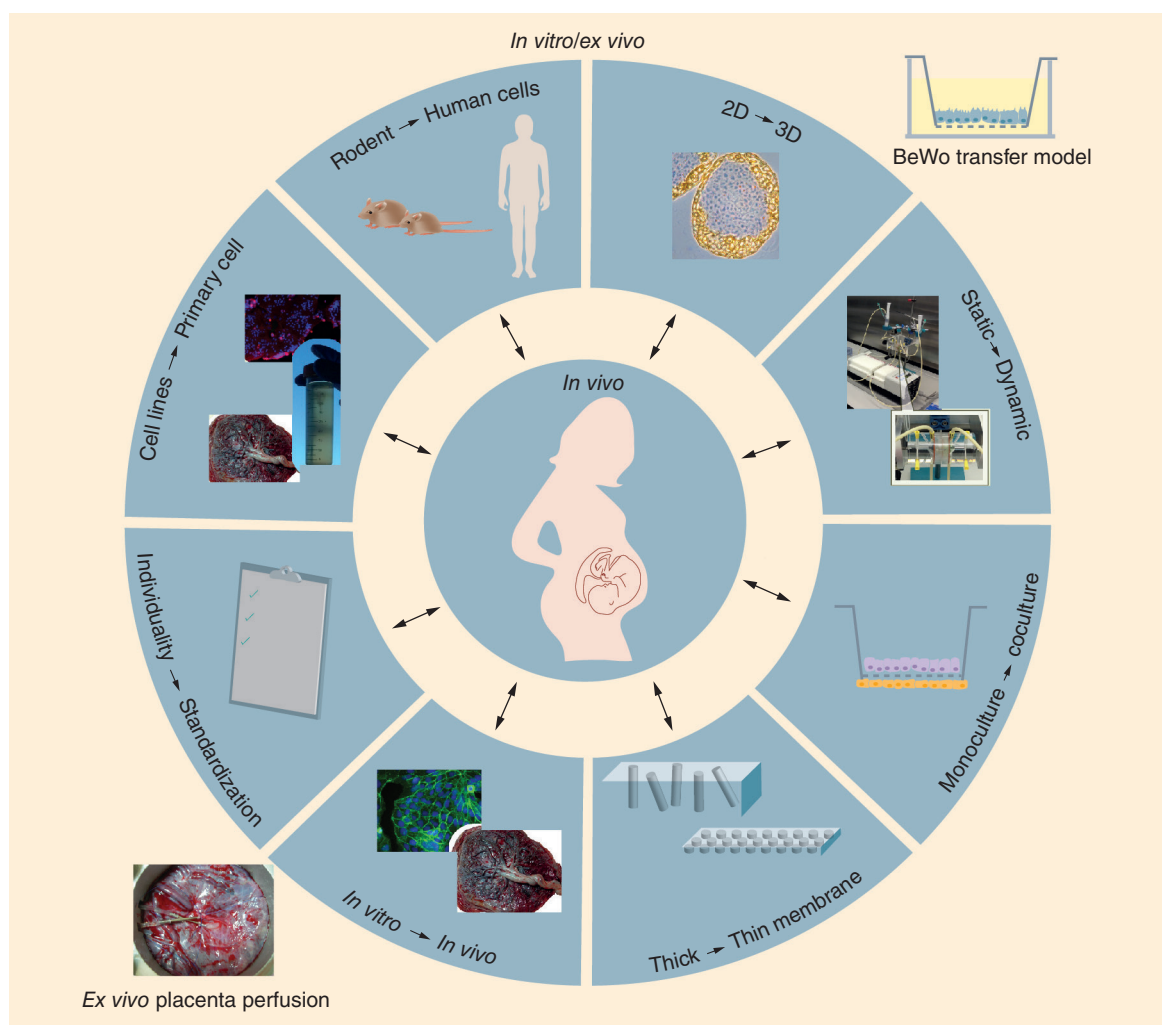 In vitro/ex vivo
BeWo transfer model
Rodent → Human cells
2D → 3D
Cell lines → Primary cell
Static → Dynamic
In vivo
Individuality → Standardization
Monoculture → coculture
In vitro → In vivo
Thick → Thin membrane
Ex vivo placenta perfusion